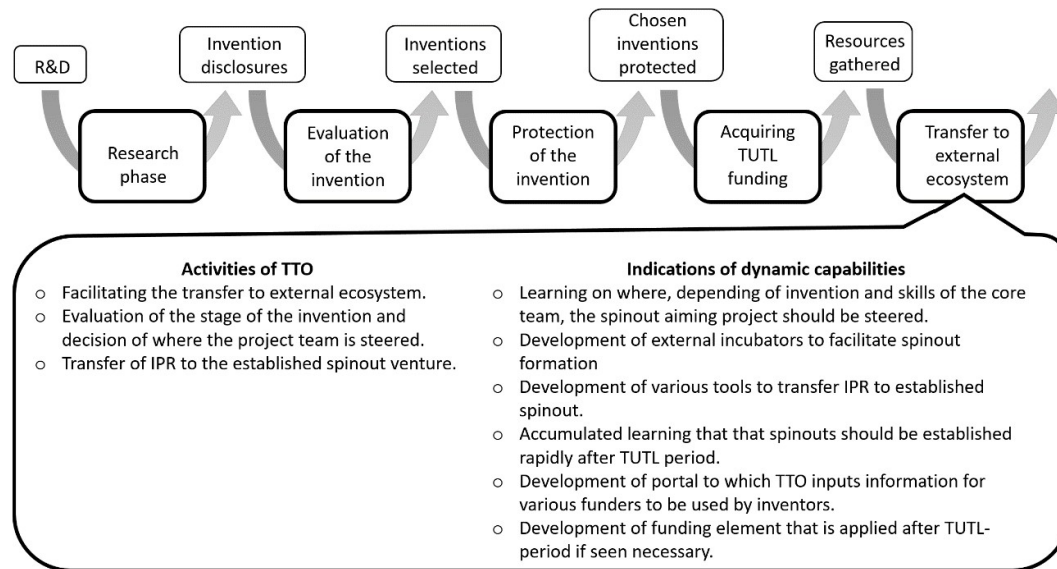 R&D
Invention
disclosures
Inventions
selected
Chosen
inventions
protected
Resources
gathered
Research
phase
Evaluation
of the
invention
Protection
of the
invention
Acquiring
TUTL
funding
Transfer to
external
ecosystem
Activities of TTO
o Facilitating the transfer to external ecosystem.
o Evaluation of the stage of the invention and
decision of where the project team is steered.
o Transfer of IPR to the established spinout venture.
Indications of dynamic capabilities
o Learning on where, depending of invention and skills of the core
team, the spinout aiming project should be steered.
o Development of external incubators to facilitate spinout
formation
o Development of various tools to transfer IPR to established
spinout.
o Accumulated learning that that spinouts should be established
rapidly after TUTL period.
o Development of portal to which TTO inputs information for
various funders to be used by inventors.
o Development of funding element that is applied after TUTL-
period if seen necessary.